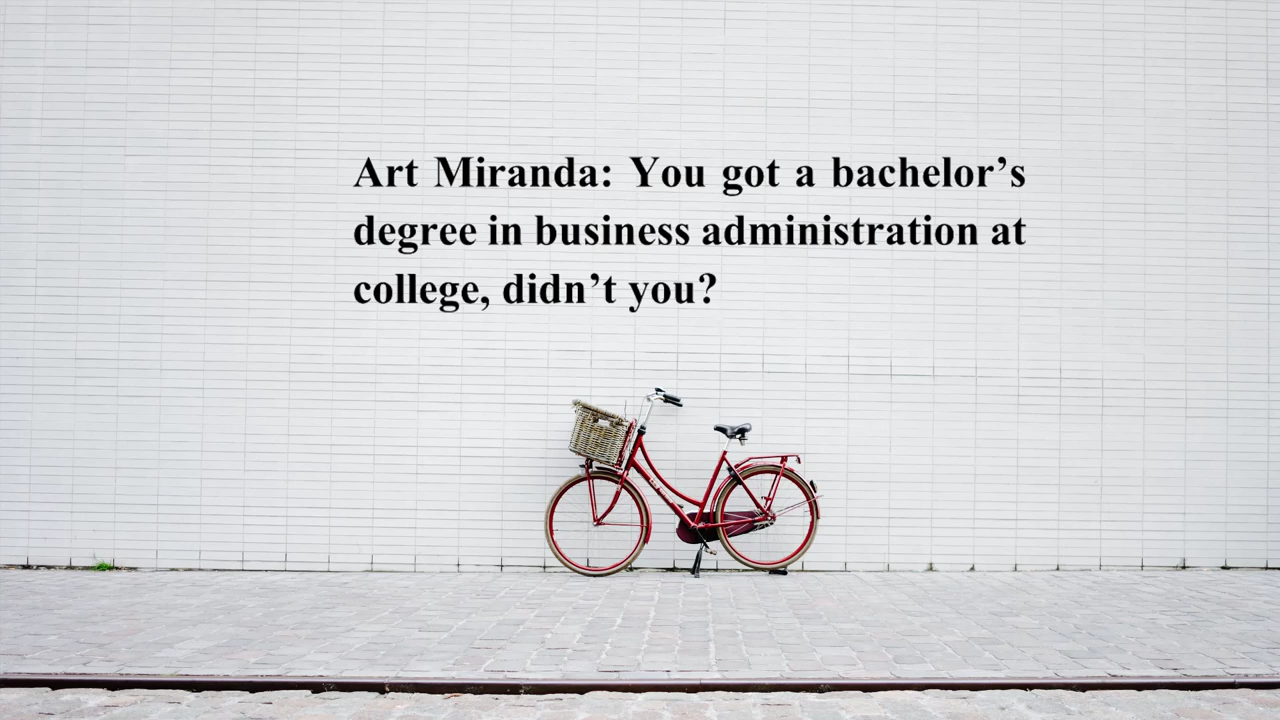 Art Miranda: You got a bachelor’s
degree in business administration at
college, didn’t you?